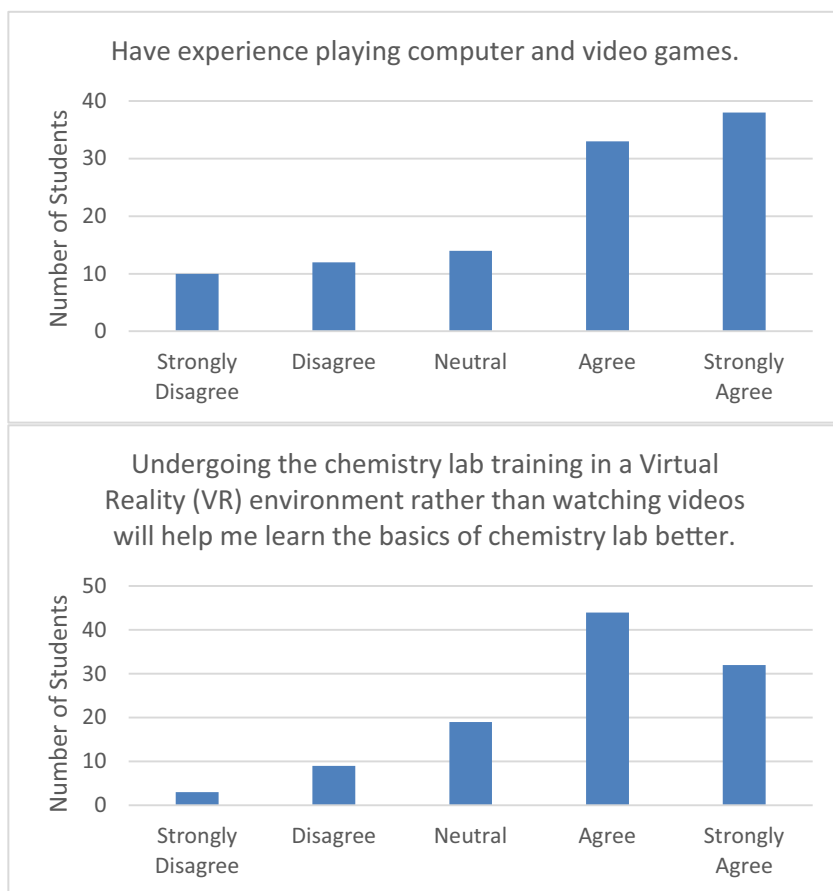 Have experience playing computer and video games.
Number of Students
40
30
20
10
0
Strongly
Disagree
Disagree
Neutral
Agree
Strongly
Agree
Undergoing the chemistry lab training in a Virtual
Reality (VR) environment rather than watching videos
will help me learn the basics of chemistry lab better.
Number of Students
50
40
30
20
10
0
Strongly
Disagree
Disagree
Neutral
Agree
Strongly
Agree